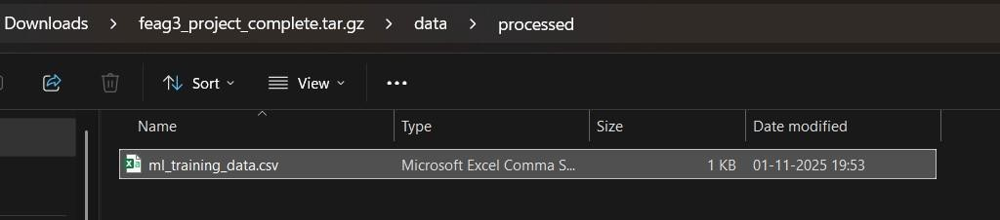 Downloads > feag3_project_complete.tar.gz > data > processed
Sort View ...
Name Type Size Date modified
ml_training_data.csv Microsoft Excel Comma S... 1 KB 01-11-2025 19:53